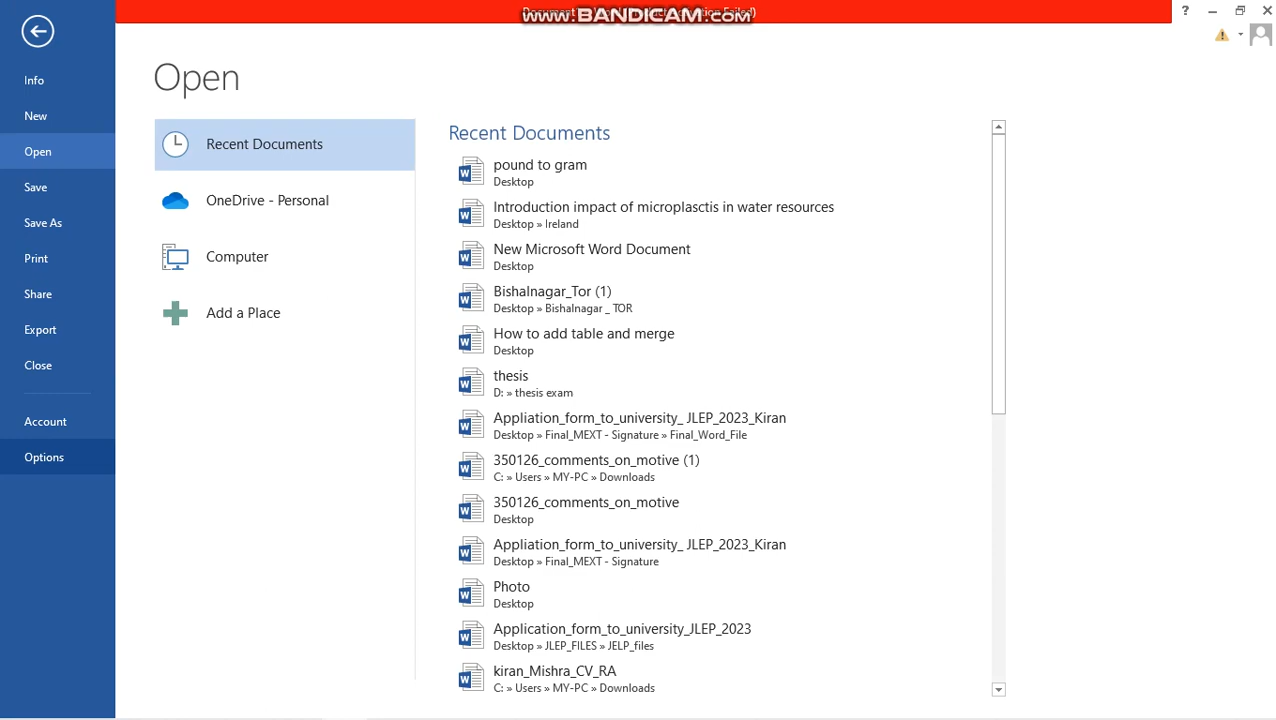 www.BANDICAM.com
?
Info
New
Open
Save
Save As
Print
Share
Export
Close
Account
Options
Open
Recent Documents
OneDrive - Personal
Computer
Add a Place
Recent Documents
pound to gram
Desktop
Introduction impact of microplasctis in water resources
Desktop » Ireland
New Microsoft Word Document
Desktop
Bishalnagar_Tor (1)
Desktop » Bishalnagar _ TOR
How to add table and merge
Desktop
thesis
D: » thesis exam
Appliation_form_to_university_ JLEP_2023_Kiran
Desktop » Final_MEXT - Signature » Final_Word_File
350126_comments_on_motive (1)
C: » Users » MY-PC » Downloads
350126_comments_on_motive
Desktop
Appliation_form_to_university_ JLEP_2023_Kiran
Desktop » Final_MEXT - Signature
Photo
Desktop
Application_form_to_university_JLEP_2023
Desktop » JLEP_FILES » JELP_files
kiran_Mishra_CV_RA
C: » Users » MY-PC » Downloads